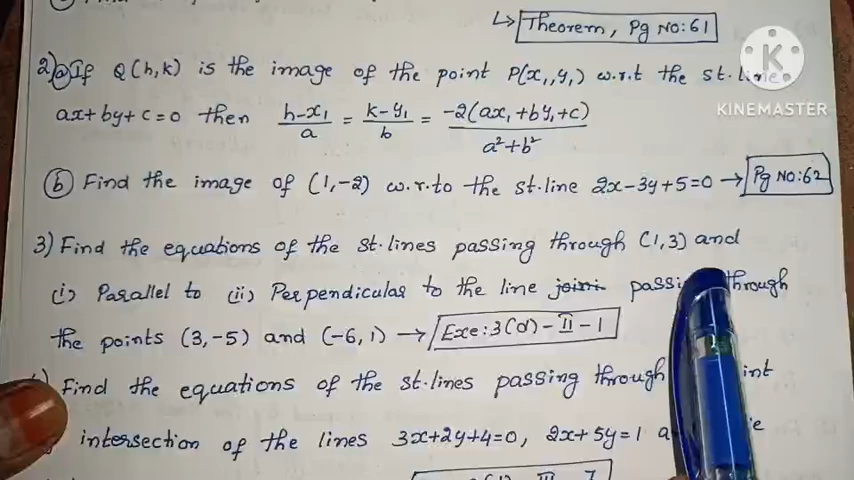 ↳ Theorem, Pg No:61
2) ⓐ If Q(h,k) is the image of the point P(x₁,y₁) w.r.t the st.line
ax+by+c=0 then (h-x₁)/a = (k-y₁)/b = -2(ax₁+by₁+c)/(a²+b²)
K
KINEMASTER
ⓑ Find the image of (1,-2) w.r.to the st.line 2x-3y+5=0 → Pg No:62
3) Find the equations of the st.lines passing through (1,3) and
(i) Parallel to (ii) Perpendicular to the line passing through
the points (3,-5) and (-6,1) → Exe:3(d)-II-1
Find the equations of the st.lines passing through
intersection of the lines 3x+2y+4=0, 2x+5y=1